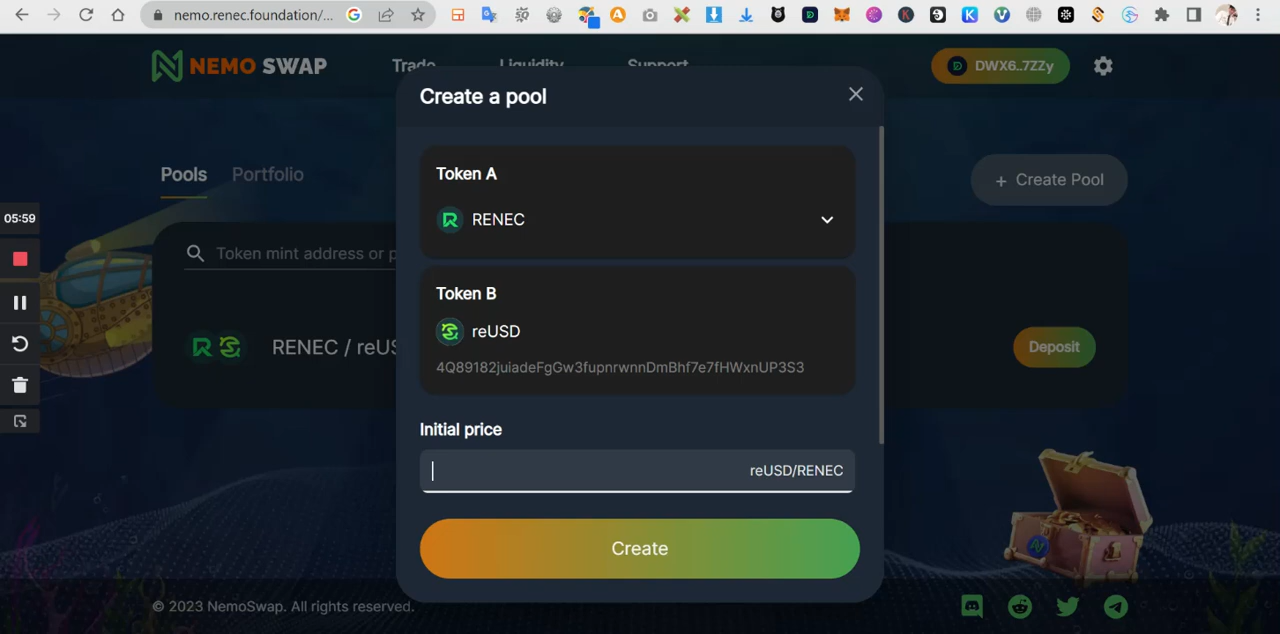 nemo.renec.foundation/...
NEMO SWAP
Trade
Liquidity
Support
DWX6..7ZZy
Create a pool
Pools
Portfolio
+ Create Pool
05:59
Token A
RENEC
Token mint address or p
Token B
reUSD
4Q89182juiadeFgGw3fupnrwnnDmBhf7e7fHWxnUP3S3
RENEC / reUS
Deposit
Initial price
reUSD/RENEC
Create
© 2023 NemoSwap. All rights reserved.